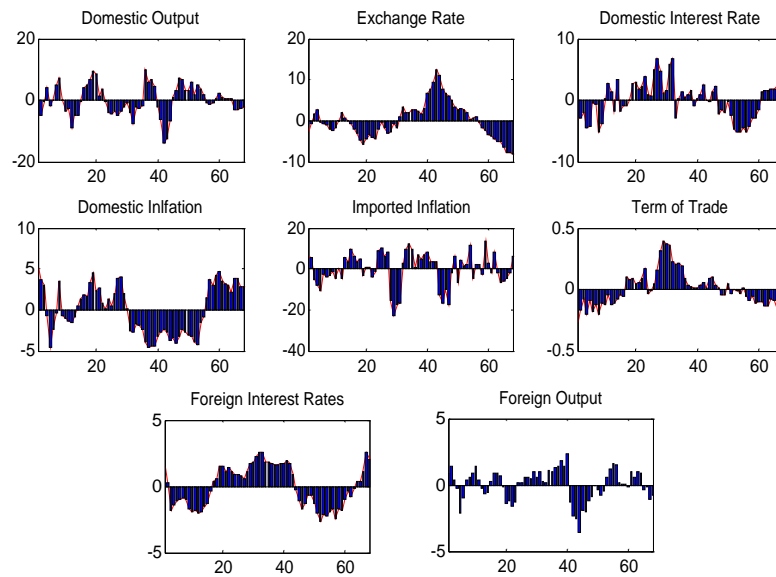 Domestic Output
Exchange Rate
Domestic Interest Rate
20
10
0
-10
-20
20 40 60
20
10
0
-10
20 40 60
10
0
-10
20 40 60
Domestic Inlfation
Imported Inflation
Term of Trade
10
5
0
-5
20 40 60
40
20
0
-20
-40
20 40 60
0.5
0
-0.5
20 40 60
Foreign Interest Rates
Foreign Output
5
0
-5
20 40 60
5
0
-5
20 40 60